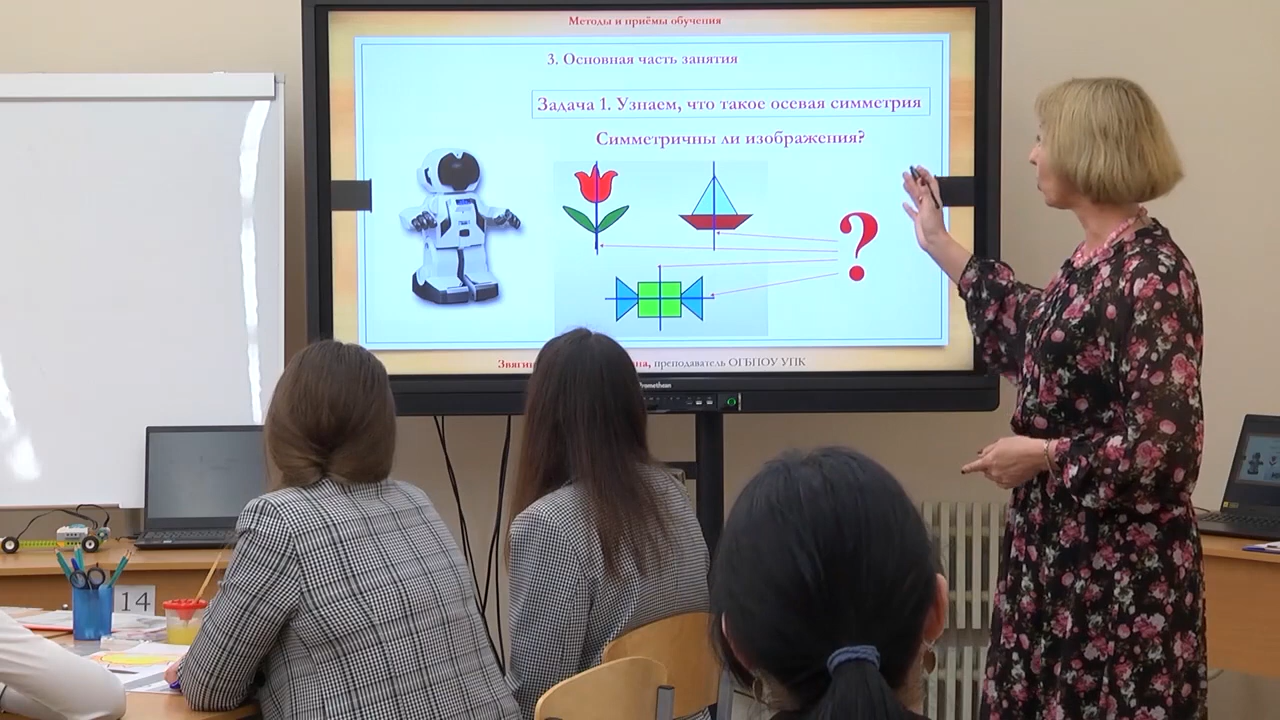 Методы и приёмы обучения
3. Основная часть занятия
Задача 1. Узнаем, что такое осевая симметрия
Симметричны ли изображения?
?
преподаватель ОГБПОУ УПК
Promethean
14